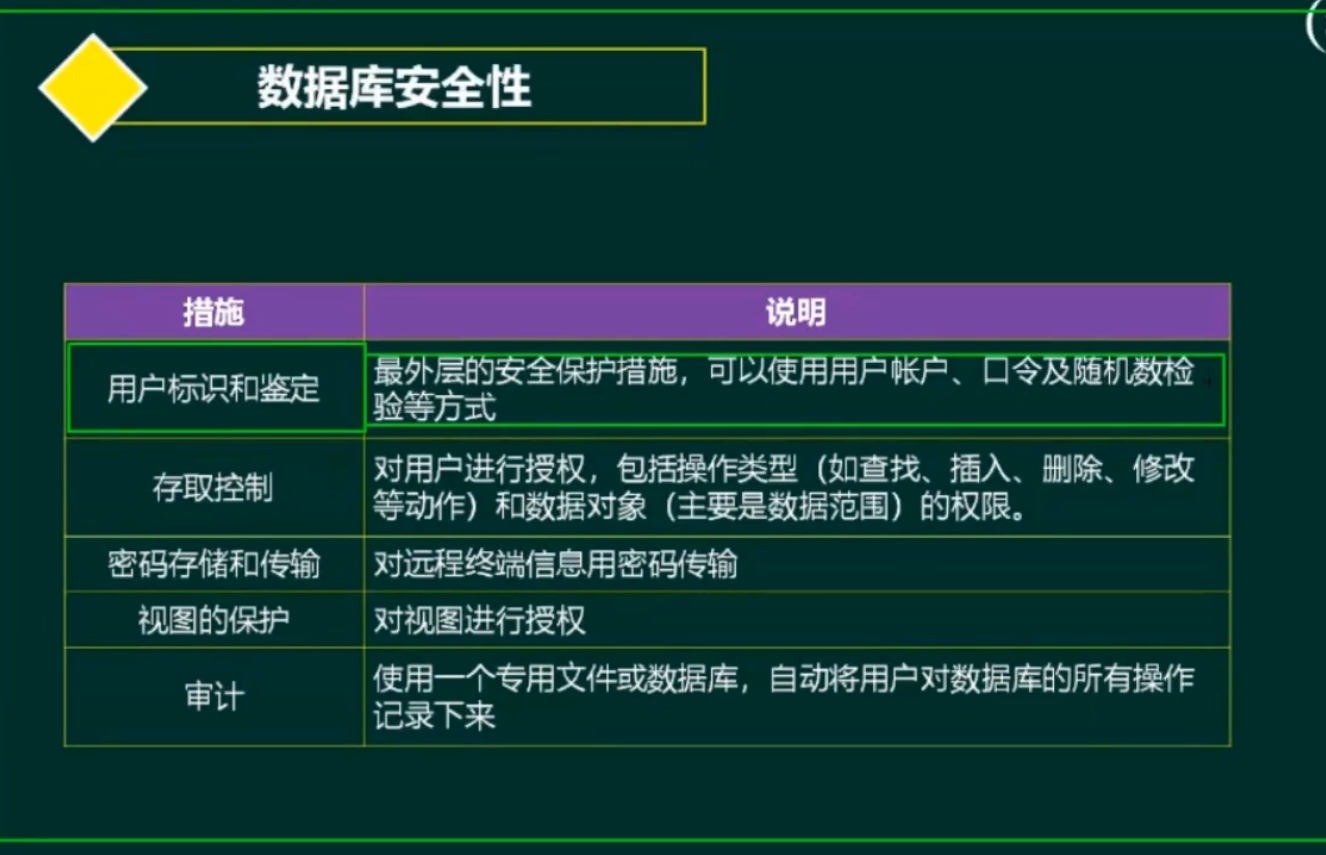 数据库安全性
措施
说明
用户标识和鉴定
最外层的安全保护措施，可以使用用户帐户、口令及随机数检
验等方式
存取控制
对用户进行授权，包括操作类型（如查找、插入、删除、修改
等动作）和数据对象（主要是数据范围）的权限。
密码存储和传输
对远程终端信息用密码传输
视图的保护
对视图进行授权
审计
使用一个专用文件或数据库，自动将用户对数据库的所有操作
记录下来